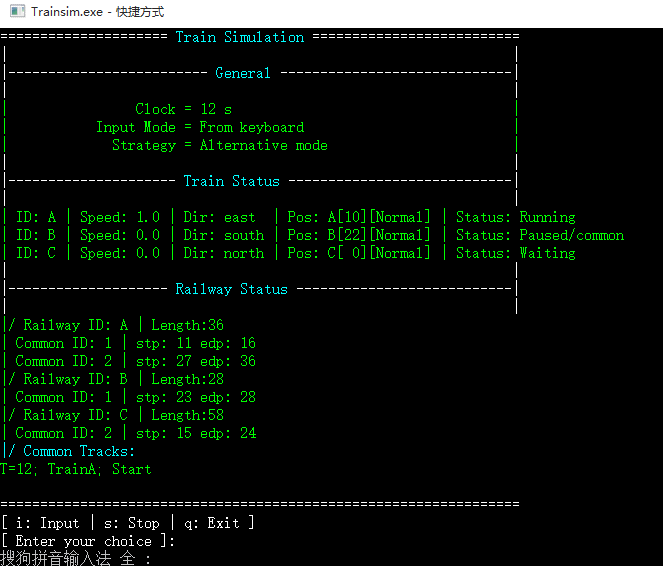 Trainsim.exe - 快捷方式
===================== Train Simulation ==========================
| |
|------------------------- General -----------------------------|
| |
| Clock = 12 s |
| Input Mode = From keyboard |
| Strategy = Alternative mode |
| |
|---------------------- Train Status ----------------------------|
| |
| ID: A | Speed: 1.0 | Dir: east | Pos: A[10][Normal] | Status: Running
| ID: B | Speed: 0.0 | Dir: south | Pos: B[22][Normal] | Status: Paused/common
| ID: C | Speed: 0.0 | Dir: north | Pos: C[ 0][Normal] | Status: Waiting
| |
|--------------------- Railway Status ---------------------------|
| |
|/ Railway ID: A | Length:36
| Common ID: 1 | stp: 11 edp: 16
| Common ID: 2 | stp: 27 edp: 36
|/ Railway ID: B | Length:28
| Common ID: 1 | stp: 23 edp: 28
|/ Railway ID: C | Length:58
| Common ID: 2 | stp: 15 edp: 24
|/ Common Tracks:
T=12; TrainA; Start
=================================================================
[ i: Input | s: Stop | q: Exit ]
[ Enter your choice ]:
搜狗拼音输入法 全 :